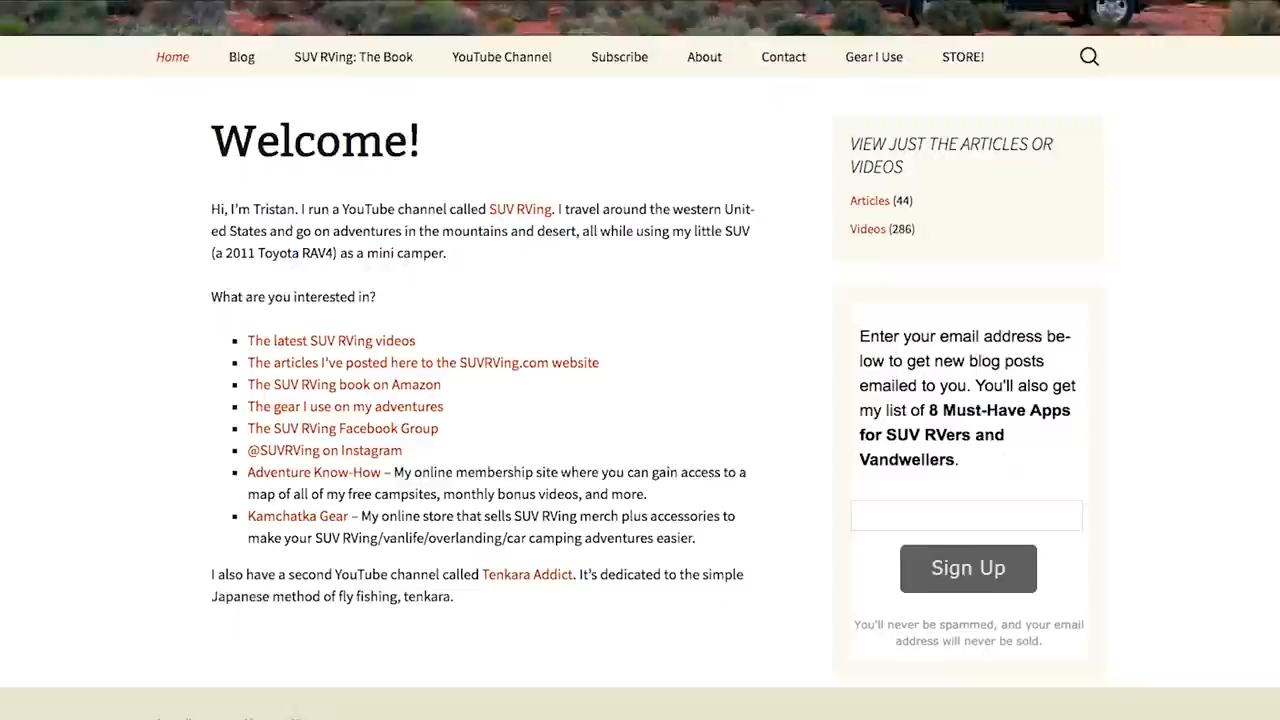 Home Blog SUV RVing: The Book YouTube Channel Subscribe About Contact Gear I Use STORE!
Welcome!
Hi, I'm Tristan. I run a YouTube channel called SUV RVing. I travel around the western Unit-
ed States and go on adventures in the mountains and desert, all while using my little SUV
(a 2011 Toyota RAV4) as a mini camper.
What are you interested in?
The latest SUV RVing videos
The articles I've posted here to the SUVRVing.com website
The SUV RVing book on Amazon
The gear I use on my adventures
The SUV RVing Facebook Group
@SUVRVing on Instagram
Adventure Know-How – My online membership site where you can gain access to a
map of all of my free campsites, monthly bonus videos, and more.
Kamchatka Gear – My online store that sells SUV RVing merch plus accessories to
make your SUV RVing/vanlife/overlanding/car camping adventures easier.
I also have a second YouTube channel called Tenkara Addict. It's dedicated to the simple
Japanese method of fly fishing, tenkara.
VIEW JUST THE ARTICLES OR
VIDEOS
Articles (44)
Videos (286)
Enter your email address be-
low to get new blog posts
emailed to you. You'll also get
my list of 8 Must-Have Apps
for SUV RVers and
Vandwellers.
Sign Up
You'll never be spammed, and your email
address will never be sold.